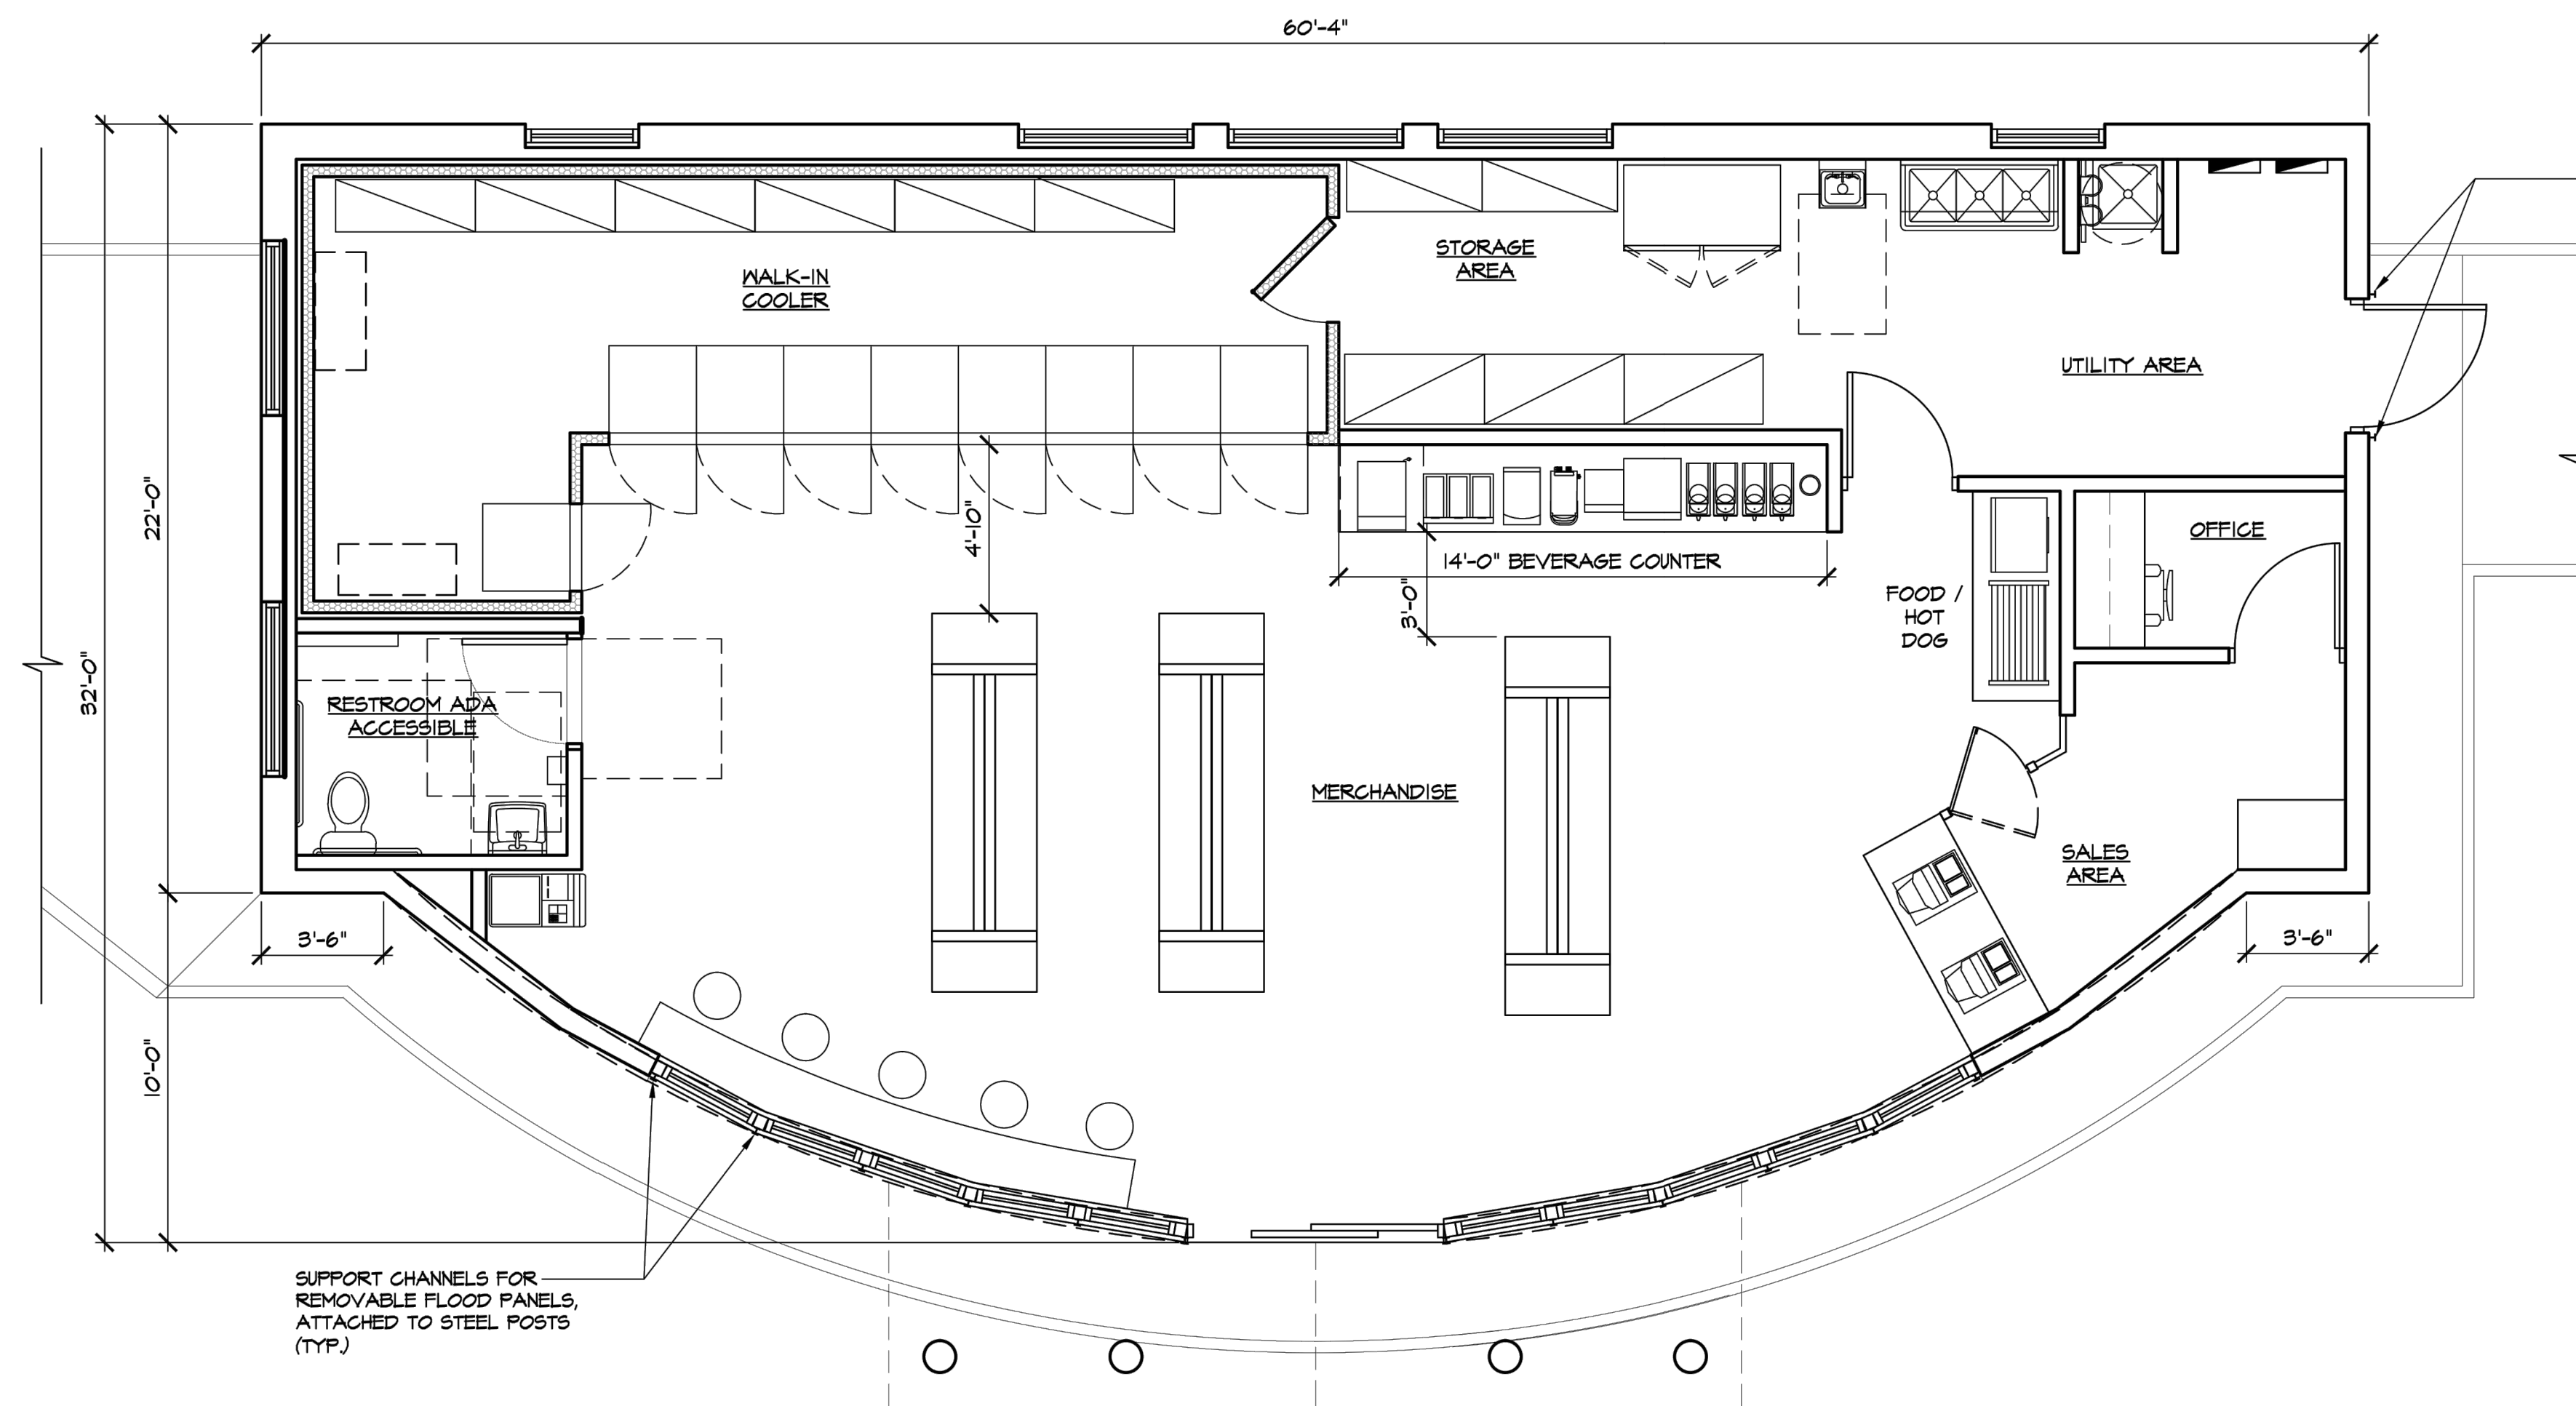 60'-4"
WALK-IN
COOLER
STORAGE
AREA
UTILITY AREA
22'-0"
32'-0"
4'-10"
14'-0" BEVERAGE COUNTER
3'-0"
OFFICE
FOOD /
HOT
DOG
RESTROOM ADA
ACCESSIBLE
MERCHANDISE
SALES
AREA
3'-6"
3'-6"
10'-0"
SUPPORT CHANNELS FOR
REMOVABLE FLOOD PANELS,
ATTACHED TO STEEL POSTS
(TYP.)